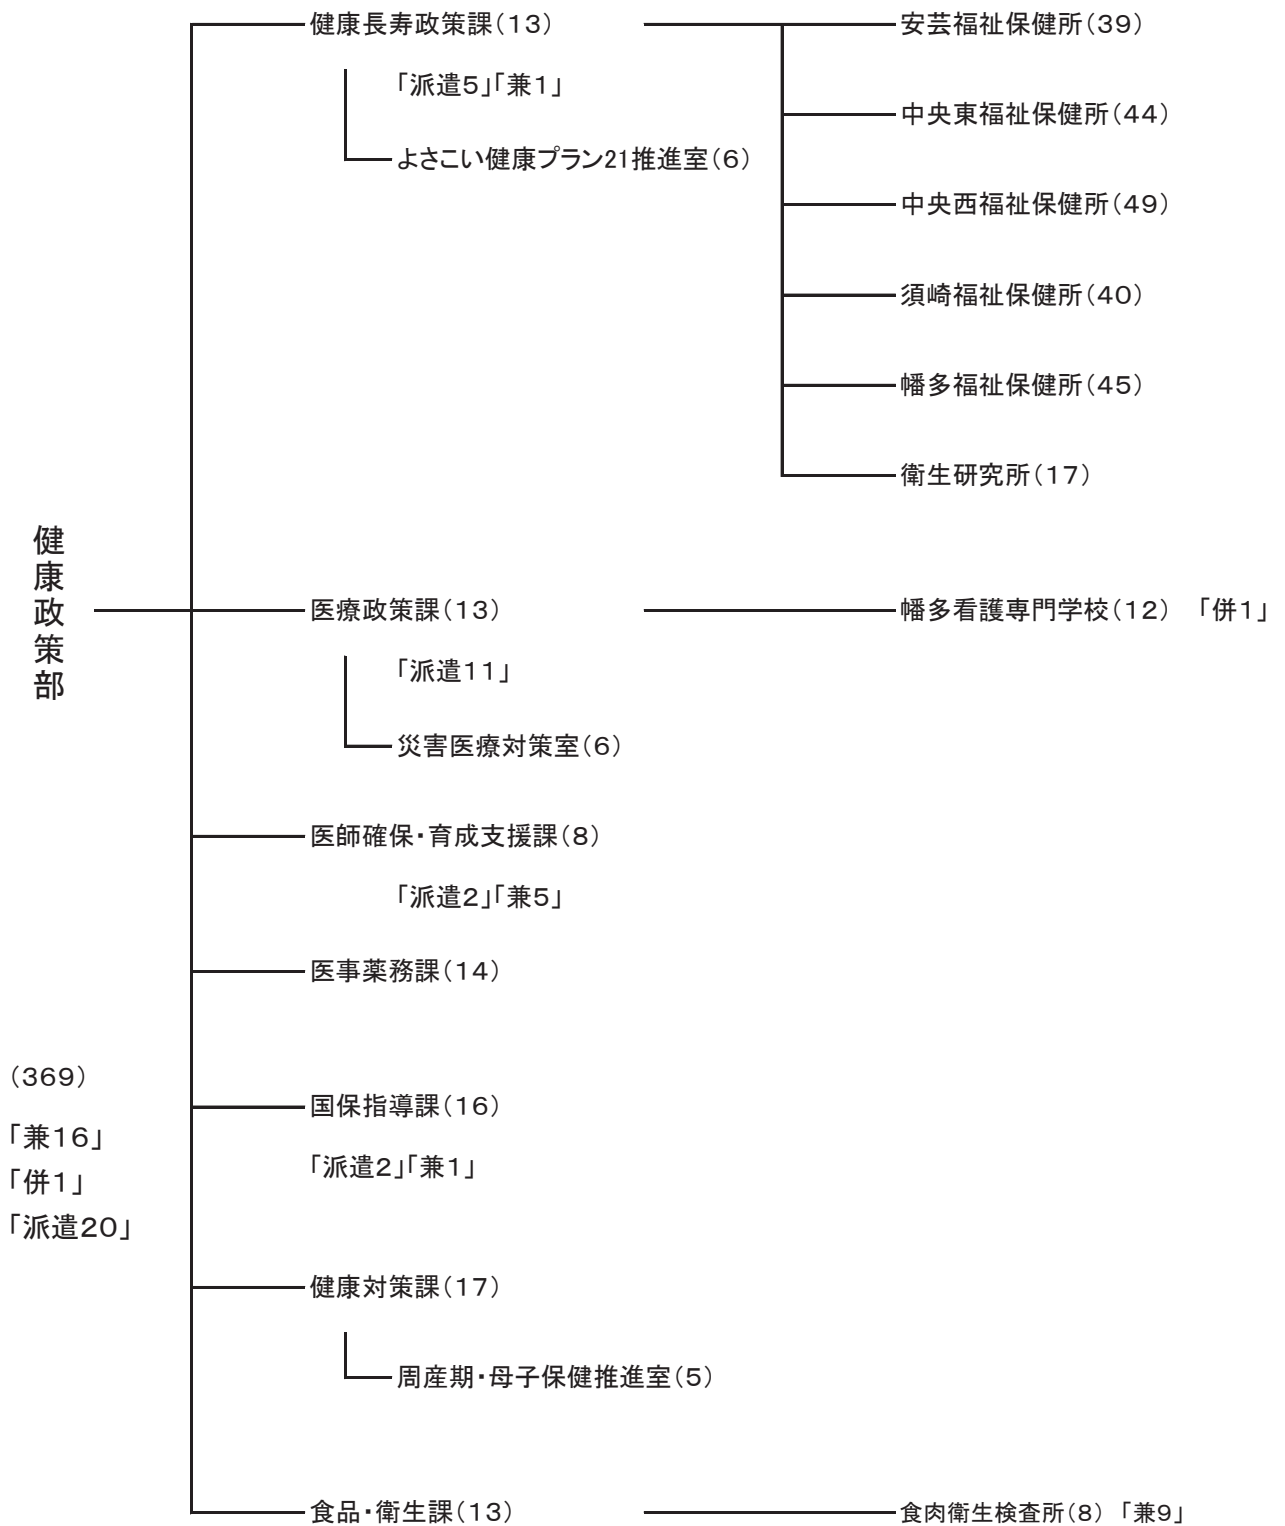 健康政策部
（369）
「兼16」
「併1」
「派遣20」
健康長寿政策課（13）
「派遣5」「兼1」
よさこい健康プラン21推進室（6）
安芸福祉保健所（39）
中央東福祉保健所（44）
中央西福祉保健所（49）
須崎福祉保健所（40）
幡多福祉保健所（45）
衛生研究所（17）
医療政策課（13）
「派遣11」
災害医療対策室（6）
幡多看護専門学校（12）　「併1」
医師確保・育成支援課（8）
「派遣2」「兼5」
医事薬務課（14）
国保指導課（16）
「派遣2」「兼1」
健康対策課（17）
周産期・母子保健推進室（5）
食品・衛生課（13）
食肉衛生検査所（8）　「兼9」